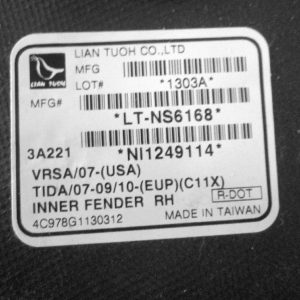 LIAN TUOH CO.,LTD
MFG
LIAN TUOH
LOT# *1303A*
MFG#
*LT-NS6168*
3A221 *NI1249114*
VRSA/07-(USA)
TIDA/07-09/10-(EUP)(C11X)
INNER FENDER RH R-DOT
4C978G1130312 MADE IN TAIWAN